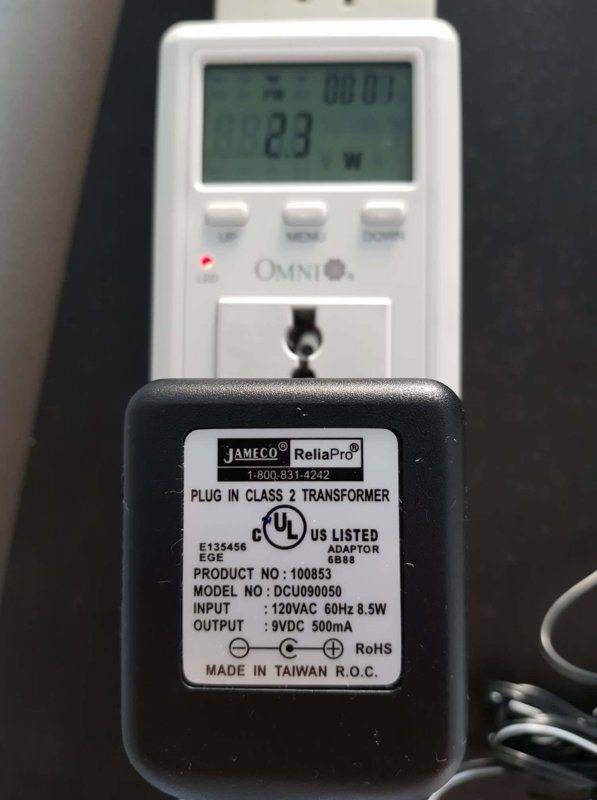 PM 0001
2.3 W
UP MENU DOWN
LED
OMNI
JAMECO® ReliaPro®
1-800-831-4242
PLUG IN CLASS 2 TRANSFORMER
C UL US LISTED
E135456 ADAPTOR
EGE 6B88
PRODUCT NO : 100853
MODEL NO : DCU090050
INPUT : 120VAC 60Hz 8.5W
OUTPUT : 9VDC 500mA
RoHS
MADE IN TAIWAN R.O.C.